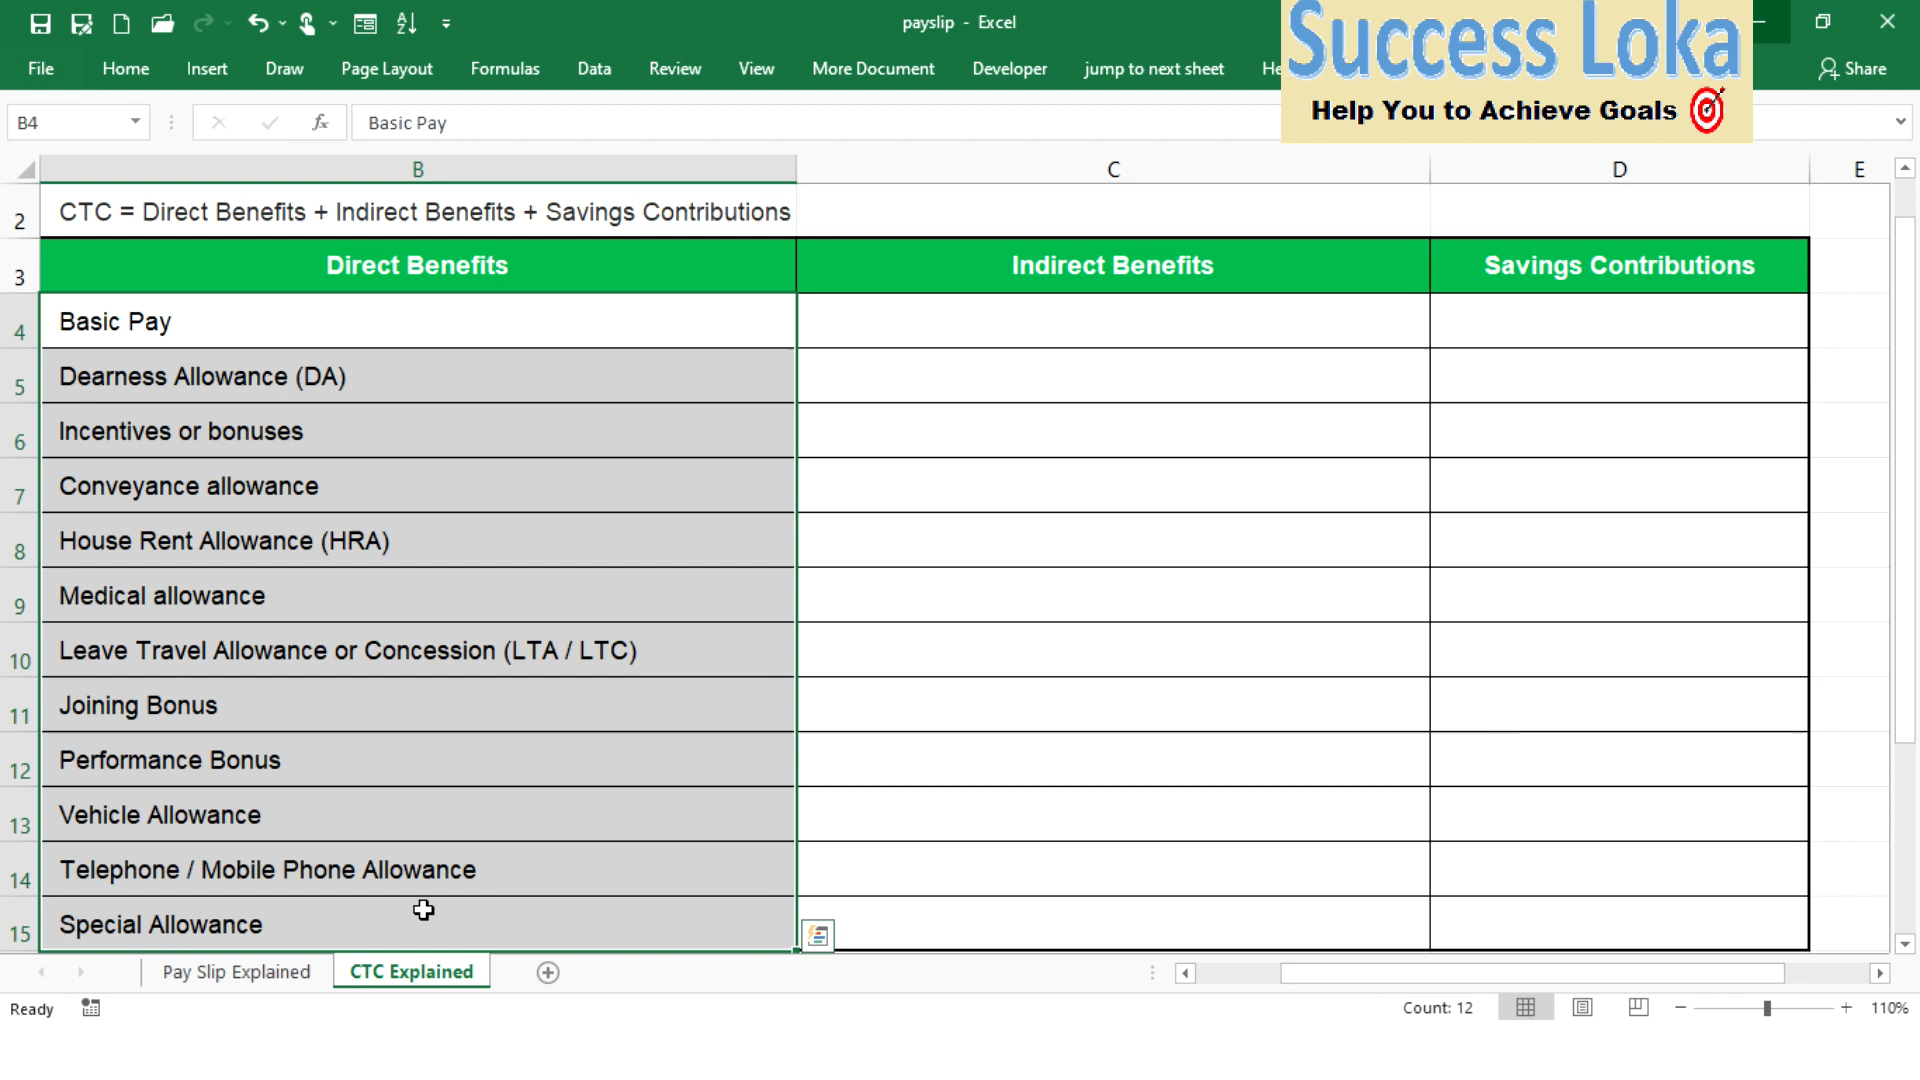 payslip - Excel
Success Loka
Help You to Achieve Goals
File Home Insert Draw Page Layout Formulas Data Review View More Document Developer jump to next sheet He Share
B4 fx Basic Pay
B C D E
2 CTC = Direct Benefits + Indirect Benefits + Savings Contributions
3 Direct Benefits Indirect Benefits Savings Contributions
4 Basic Pay
5 Dearness Allowance (DA)
6 Incentives or bonuses
7 Conveyance allowance
8 House Rent Allowance (HRA)
9 Medical allowance
10 Leave Travel Allowance or Concession (LTA / LTC)
11 Joining Bonus
12 Performance Bonus
13 Vehicle Allowance
14 Telephone / Mobile Phone Allowance
15 Special Allowance
Pay Slip Explained CTC Explained
Ready Count: 12 110%